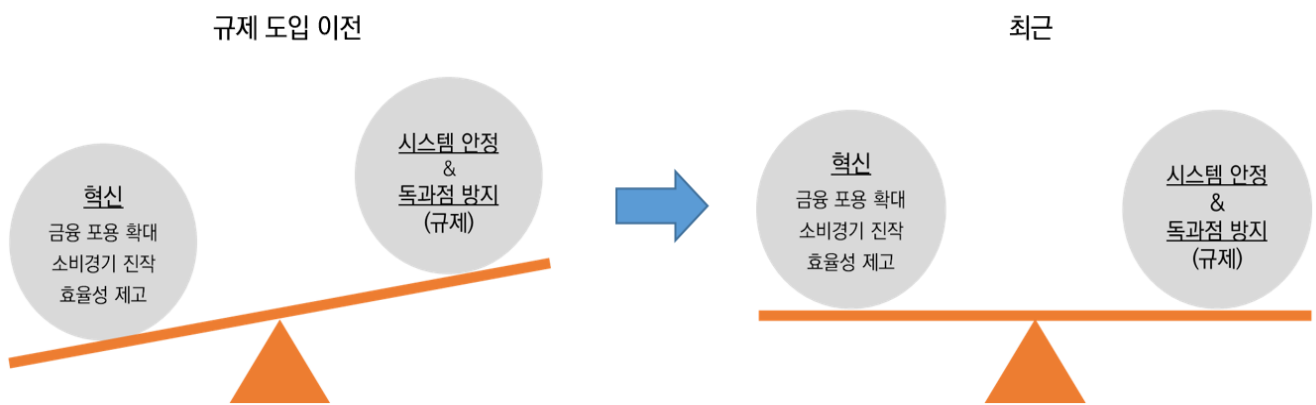 규제 도입 이전
최근
혁신
금융 포용 확대
소비경기 진작
효율성 제고
시스템 안정
&
독과점 방지
(규제)
혁신
금융 포용 확대
소비경기 진작
효율성 제고
시스템 안정
&
독과점 방지
(규제)